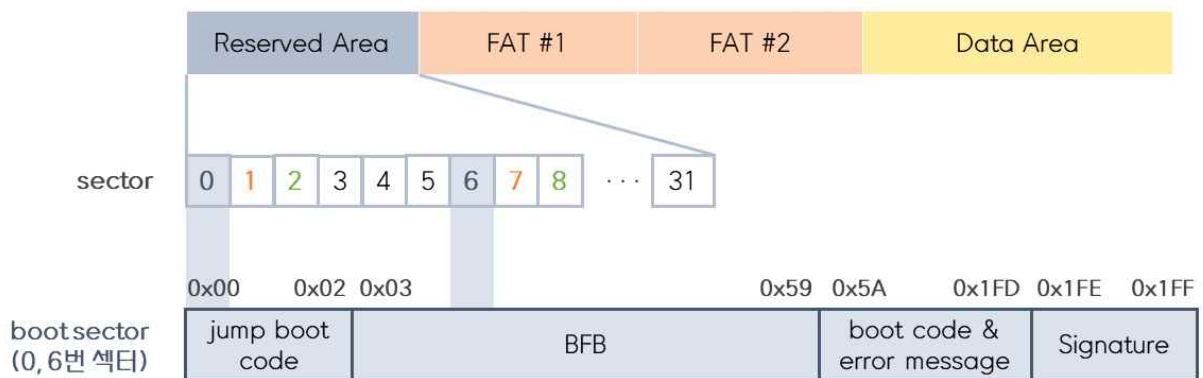 Reserved Area FAT #1 FAT #2 Data Area
sector 0 1 2 3 4 5 6 7 8 ... 31
0x00 0x02 0x03 0x59 0x5A 0x1FD 0x1FE 0x1FF
boot sector
(0, 6번 섹터)
jump boot
code
BFB
boot code &
error message
Signature